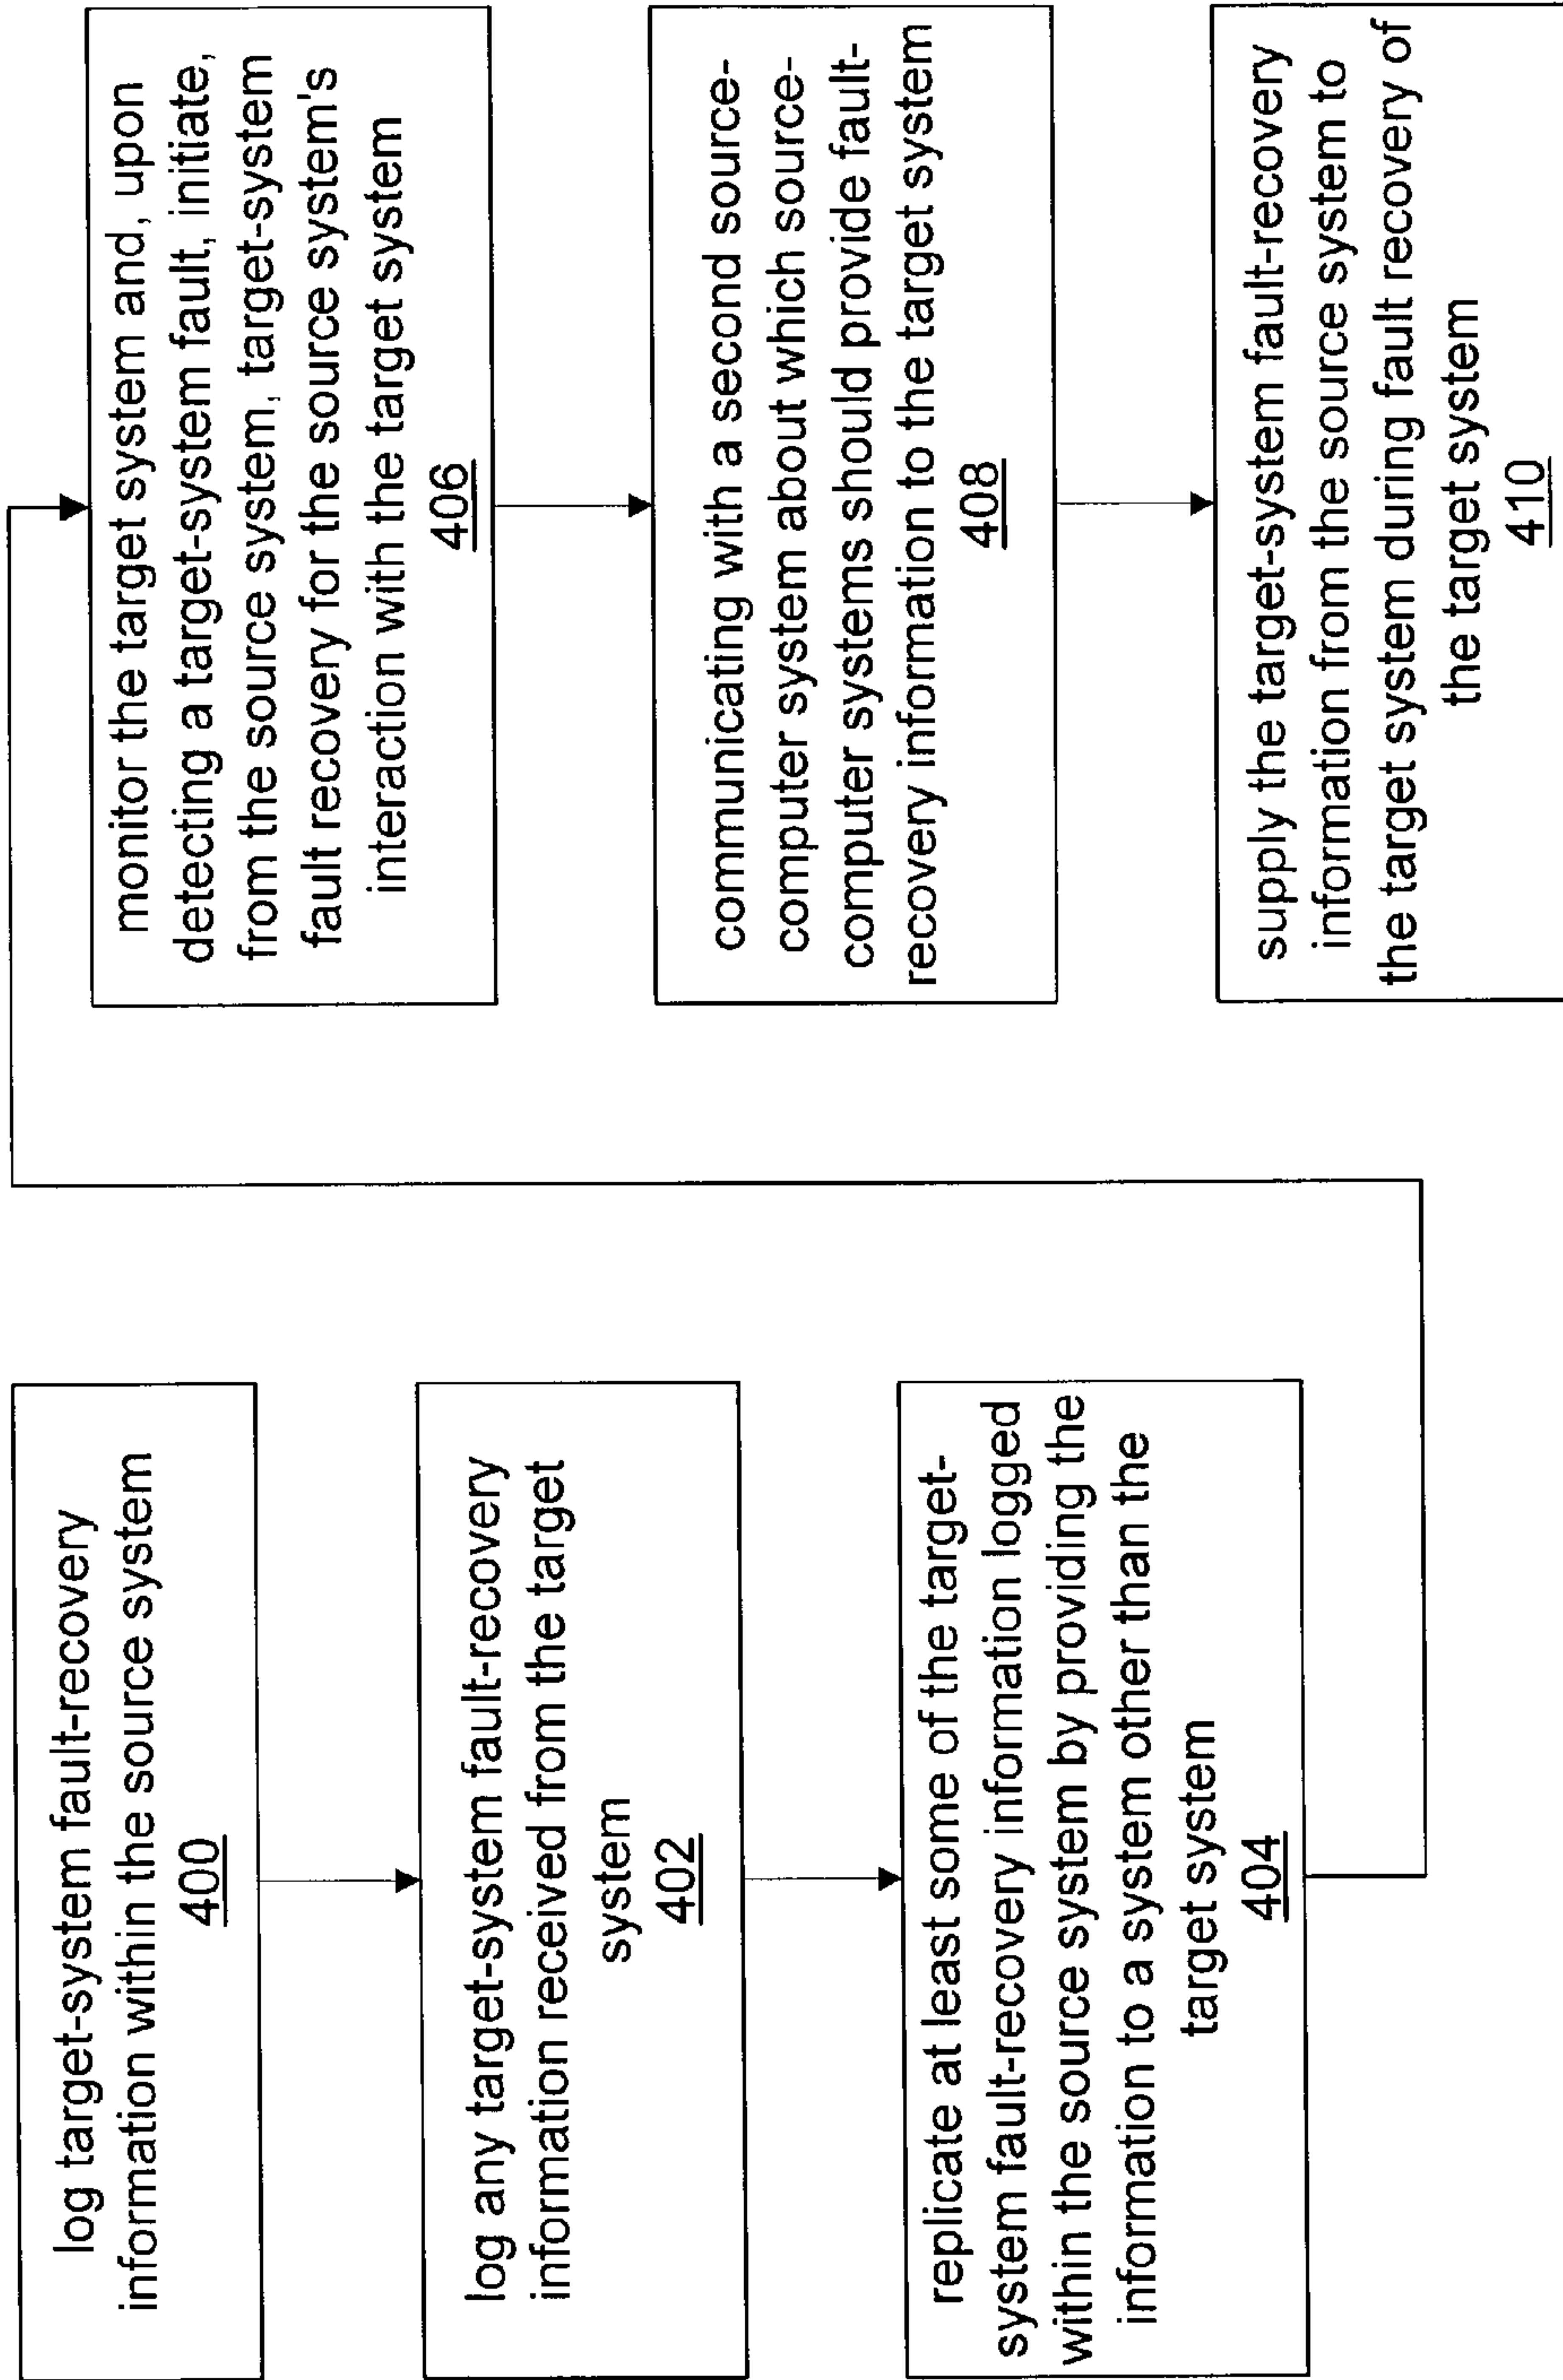 log target-system fault-recovery
information within the source system
400
log any target-system fault-recovery
information received from the target
system
402
replicate at least some of the target-
system fault-recovery information logged
within the source system by providing the
information to a system other than the
target system
404
monitor the target system and, upon
detecting a target-system fault, initiate,
from the source system, target-system
fault recovery for the source system's
interaction with the target system
406
communicating with a second source-
computer system about which source-
computer systems should provide fault-
recovery information to the target system
408
supply the target-system fault-recovery
information from the source system to
the target system during fault recovery of
the target system
410